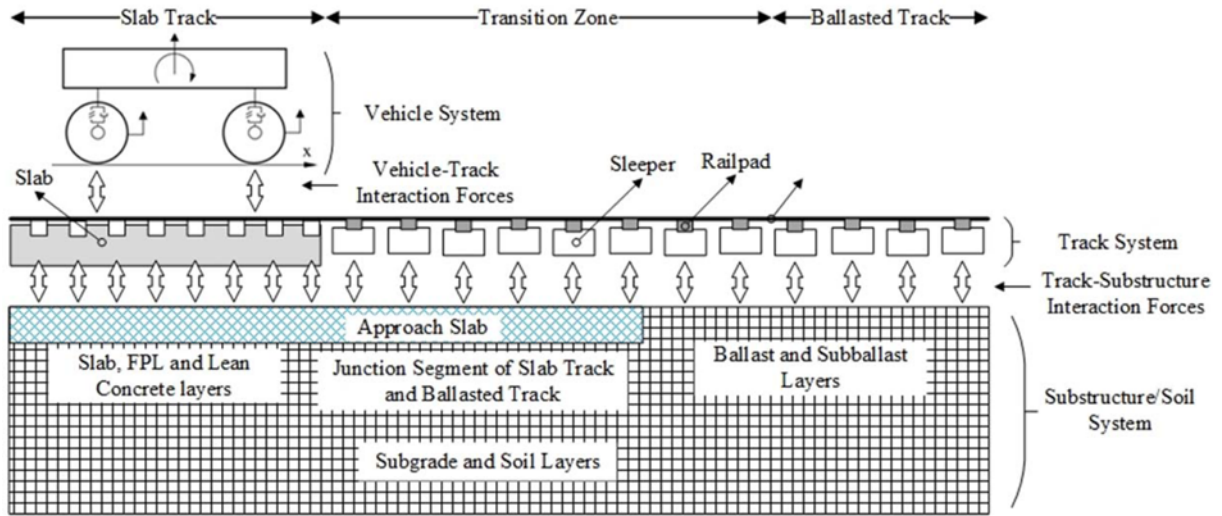 Slab Track
Transition Zone
Ballasted Track
Vehicle System
x
Slab
Vehicle-Track
Interaction Forces
Sleeper
Railpad
Track System
Track-Substructure
Interaction Forces
Approach Slab
Slab, FPL and Lean
Concrete layers
Junction Segment of Slab Track
and Ballasted Track
Ballast and Subballast
Layers
Substructure/Soil
System
Subgrade and Soil Layers